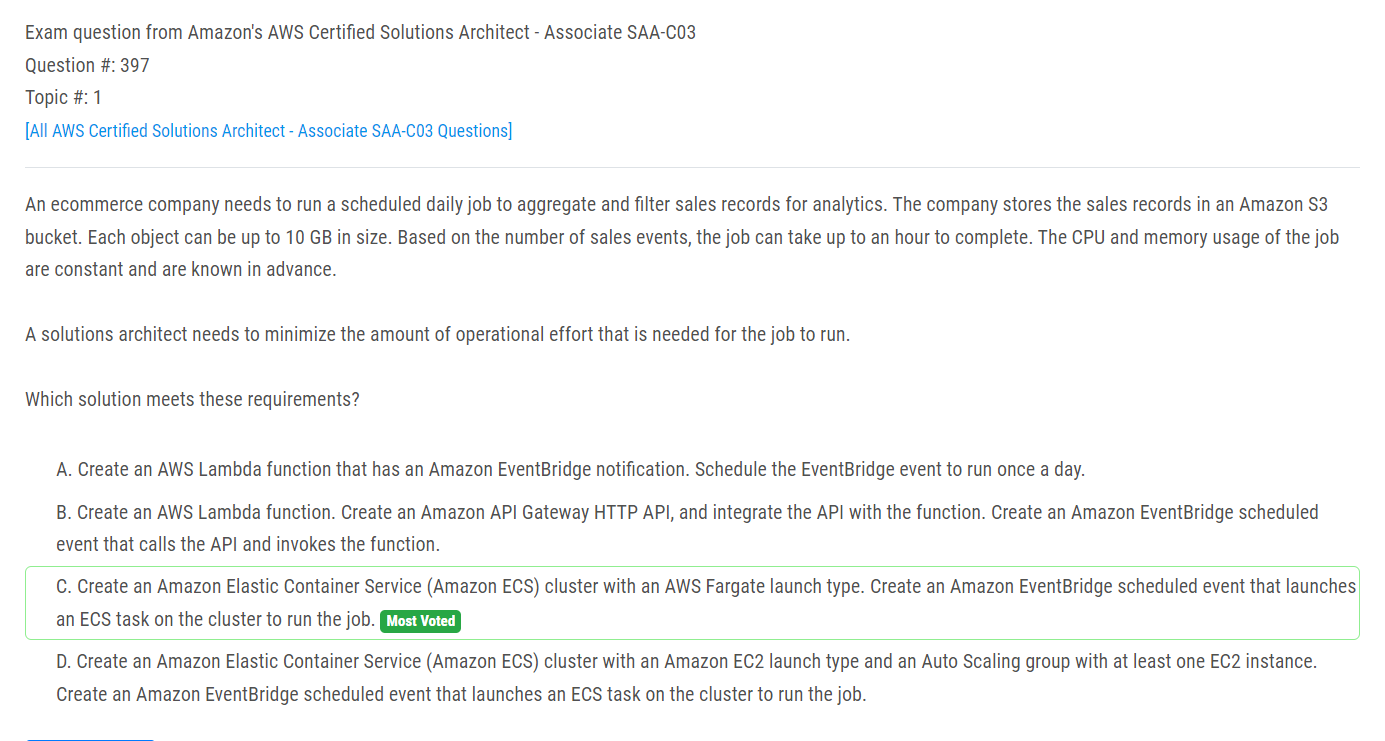 Exam question from Amazon's AWS Certified Solutions Architect - Associate SAA-C03
Question #: 397
Topic #: 1
[All AWS Certified Solutions Architect - Associate SAA-C03 Questions]
An ecommerce company needs to run a scheduled daily job to aggregate and filter sales records for analytics. The company stores the sales records in an Amazon S3
bucket. Each object can be up to 10 GB in size. Based on the number of sales events, the job can take up to an hour to complete. The CPU and memory usage of the job
are constant and are known in advance.
A solutions architect needs to minimize the amount of operational effort that is needed for the job to run.
Which solution meets these requirements?
A. Create an AWS Lambda function that has an Amazon EventBridge notification. Schedule the EventBridge event to run once a day.
B. Create an AWS Lambda function. Create an Amazon API Gateway HTTP API, and integrate the API with the function. Create an Amazon EventBridge scheduled
event that calls the API and invokes the function.
C. Create an Amazon Elastic Container Service (Amazon ECS) cluster with an AWS Fargate launch type. Create an Amazon EventBridge scheduled event that launches
an ECS task on the cluster to run the job. Most Voted
D. Create an Amazon Elastic Container Service (Amazon ECS) cluster with an Amazon EC2 launch type and an Auto Scaling group with at least one EC2 instance.
Create an Amazon EventBridge scheduled event that launches an ECS task on the cluster to run the job.